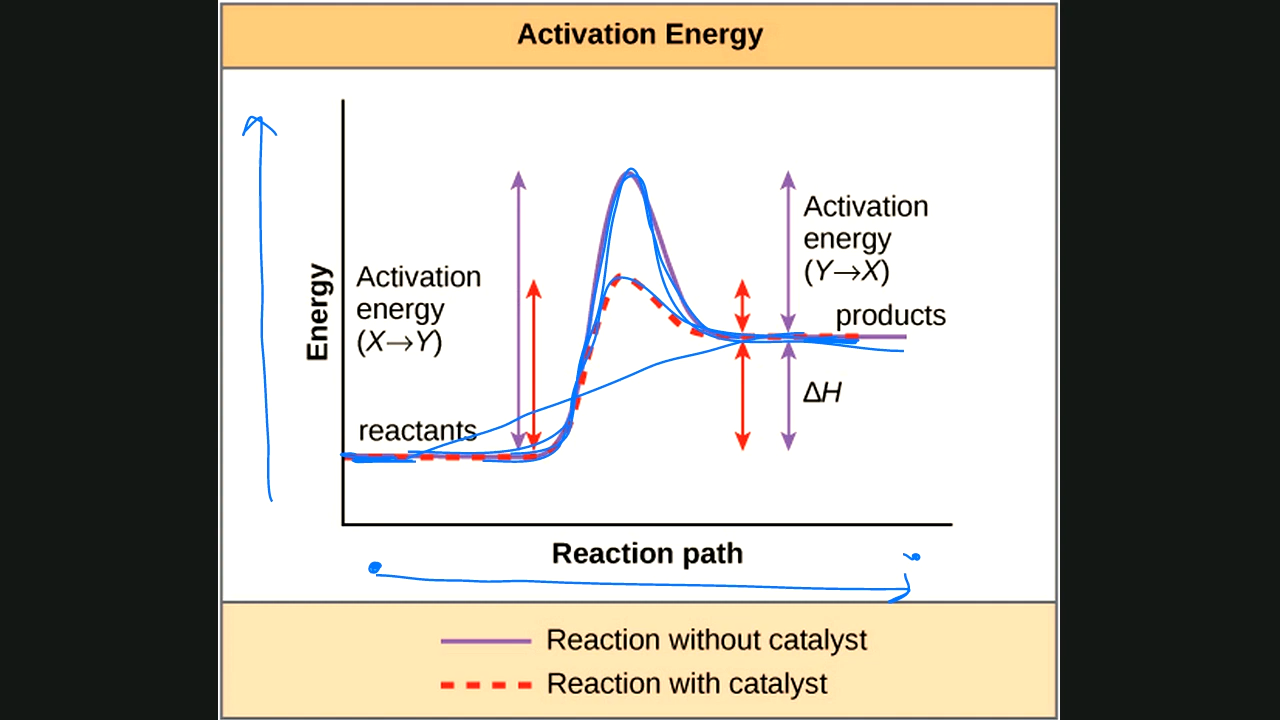 Activation Energy
Energy
Activation
energy
(X→Y)
reactants
Activation
energy
(Y→X)
products
ΔH
Reaction path
Reaction without catalyst
Reaction with catalyst